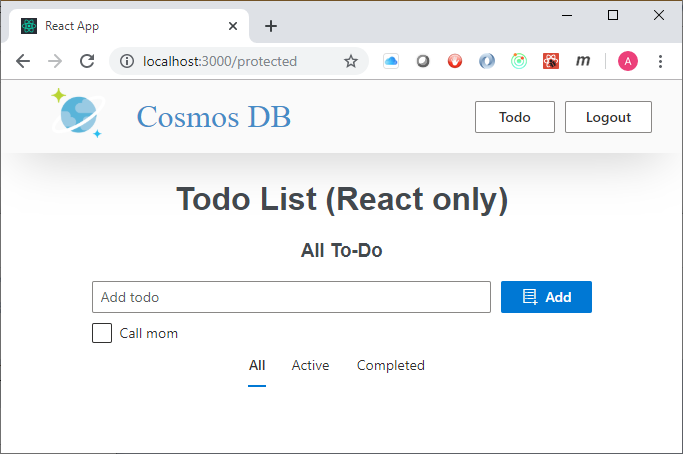 React App
localhost:3000/protected
m
A
Cosmos DB
Todo
Logout
Todo List (React only)
All To-Do
Add todo
Add
Call mom
All Active Completed